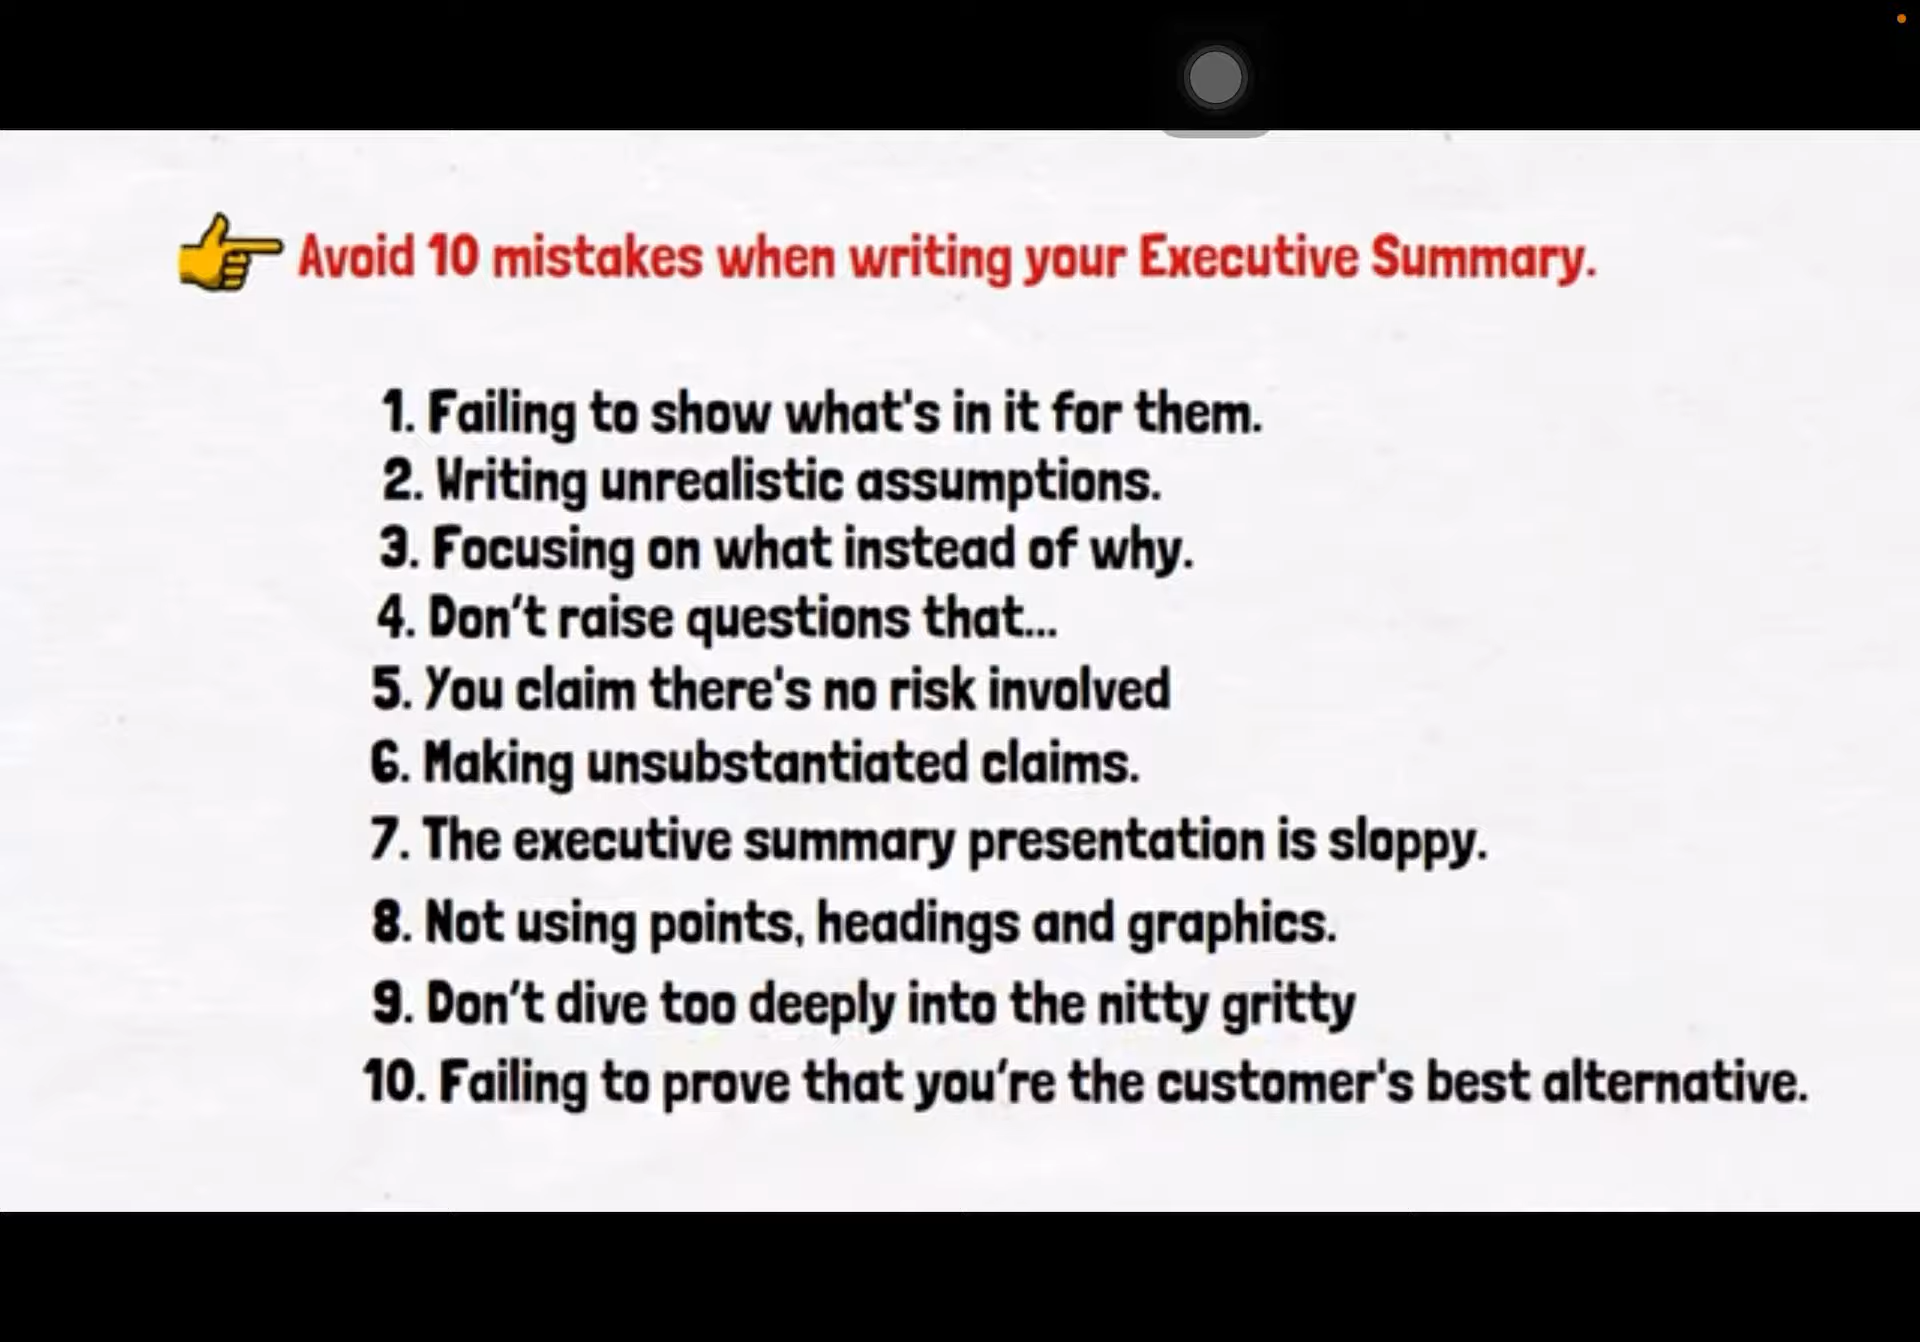 Avoid 10 mistakes when writing your Executive Summary.
1. Failing to show what's in it for them.
2. Writing unrealistic assumptions.
3. Focusing on what instead of why.
4. Don’t raise questions that...
5. You claim there's no risk involved
6. Making unsubstantiated claims.
7. The executive summary presentation is sloppy.
8. Not using points, headings and graphics.
9. Don’t dive too deeply into the nitty gritty
10. Failing to prove that you’re the customer's best alternative.